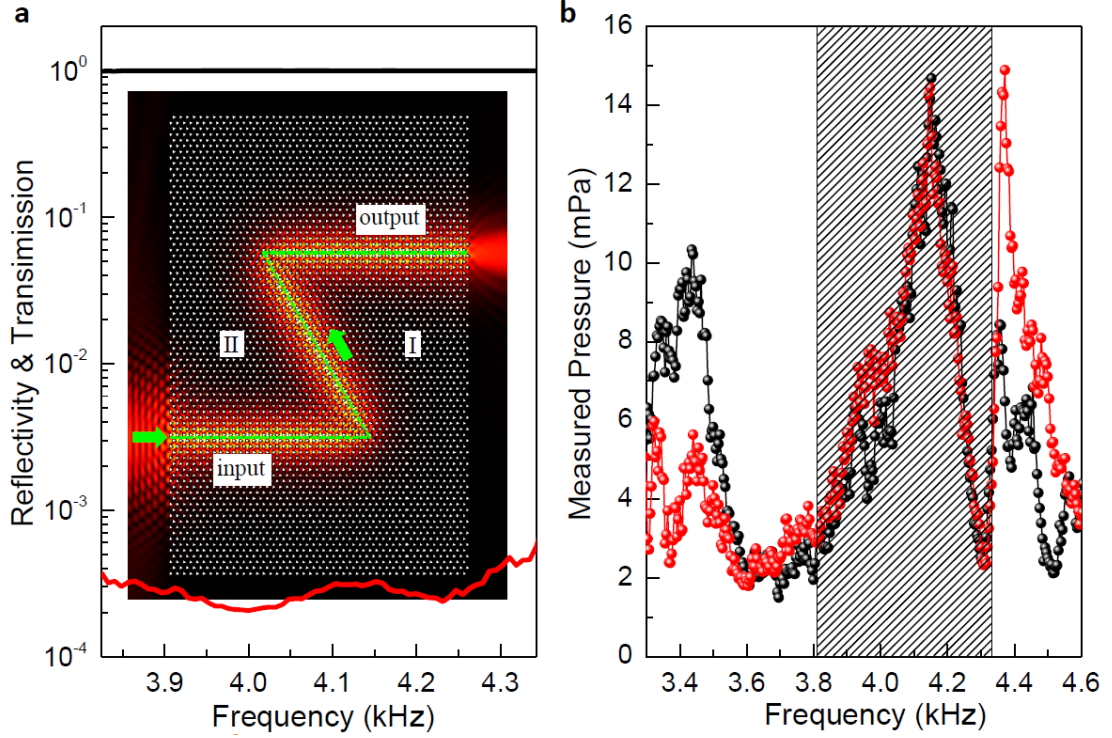 a
Reflectivity & Transimission
10⁰
10⁻¹
10⁻²
10⁻³
10⁻⁴
output
II
I
input
3.9
4.0
4.1
4.2
4.3
Frequency (kHz)
b
Measured Pressure (mPa)
16
14
12
10
8
6
4
2
0
3.4
3.6
3.8
4.0
4.2
4.4
4.6
Frequency (kHz)